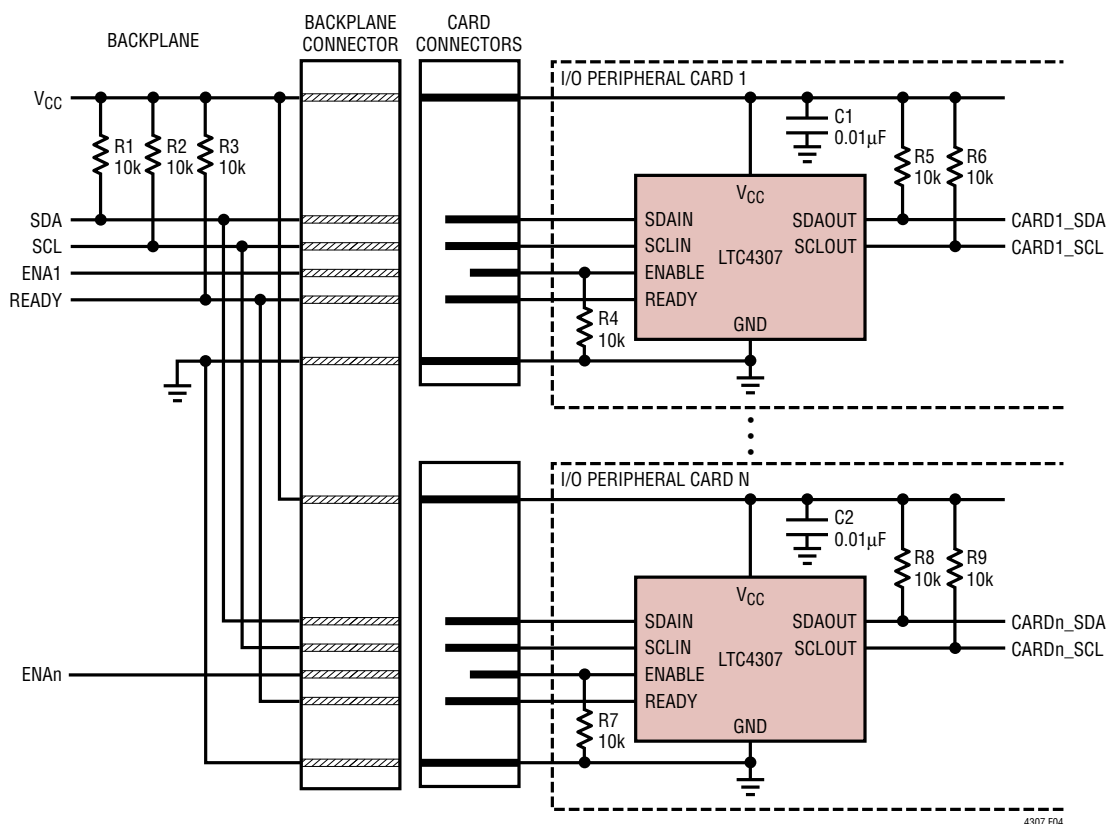 BACKPLANE
BACKPLANE
CONNECTOR
CARD
CONNECTORS
I/O PERIPHERAL CARD 1
VCC
R1
10k
R2
10k
R3
10k
C1
0.01µF
R5
10k
R6
10k
SDA
SCL
ENA1
READY
VCC
SDAIN
SCLIN
ENABLE
READY
LTC4307
SDAOUT
SCLOUT
GND
CARD1_SDA
CARD1_SCL
R4
10k
I/O PERIPHERAL CARD N
C2
0.01µF
R8
10k
R9
10k
ENAn
VCC
SDAIN
SCLIN
ENABLE
READY
LTC4307
SDAOUT
SCLOUT
GND
CARDn_SDA
CARDn_SCL
R7
10k
4307 F04